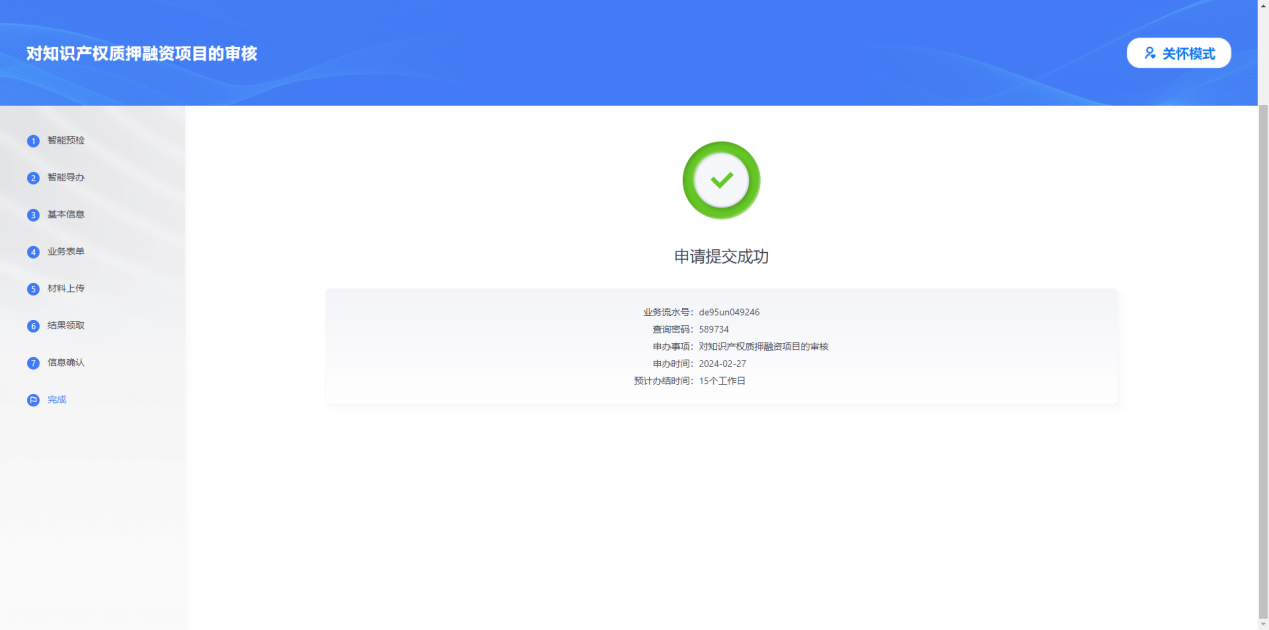 对知识产权质押融资项目的审核
关怀模式
1 智能预检
2 智能导办
3 基本信息
4 业务表单
5 材料上传
6 结果领取
7 信息确认
完成
申请提交成功
业务流水号: de95un049246
查询密码: 589734
申办事项: 对知识产权质押融资项目的审核
申办时间: 2024-02-27
预计办结时间: 15个工作日